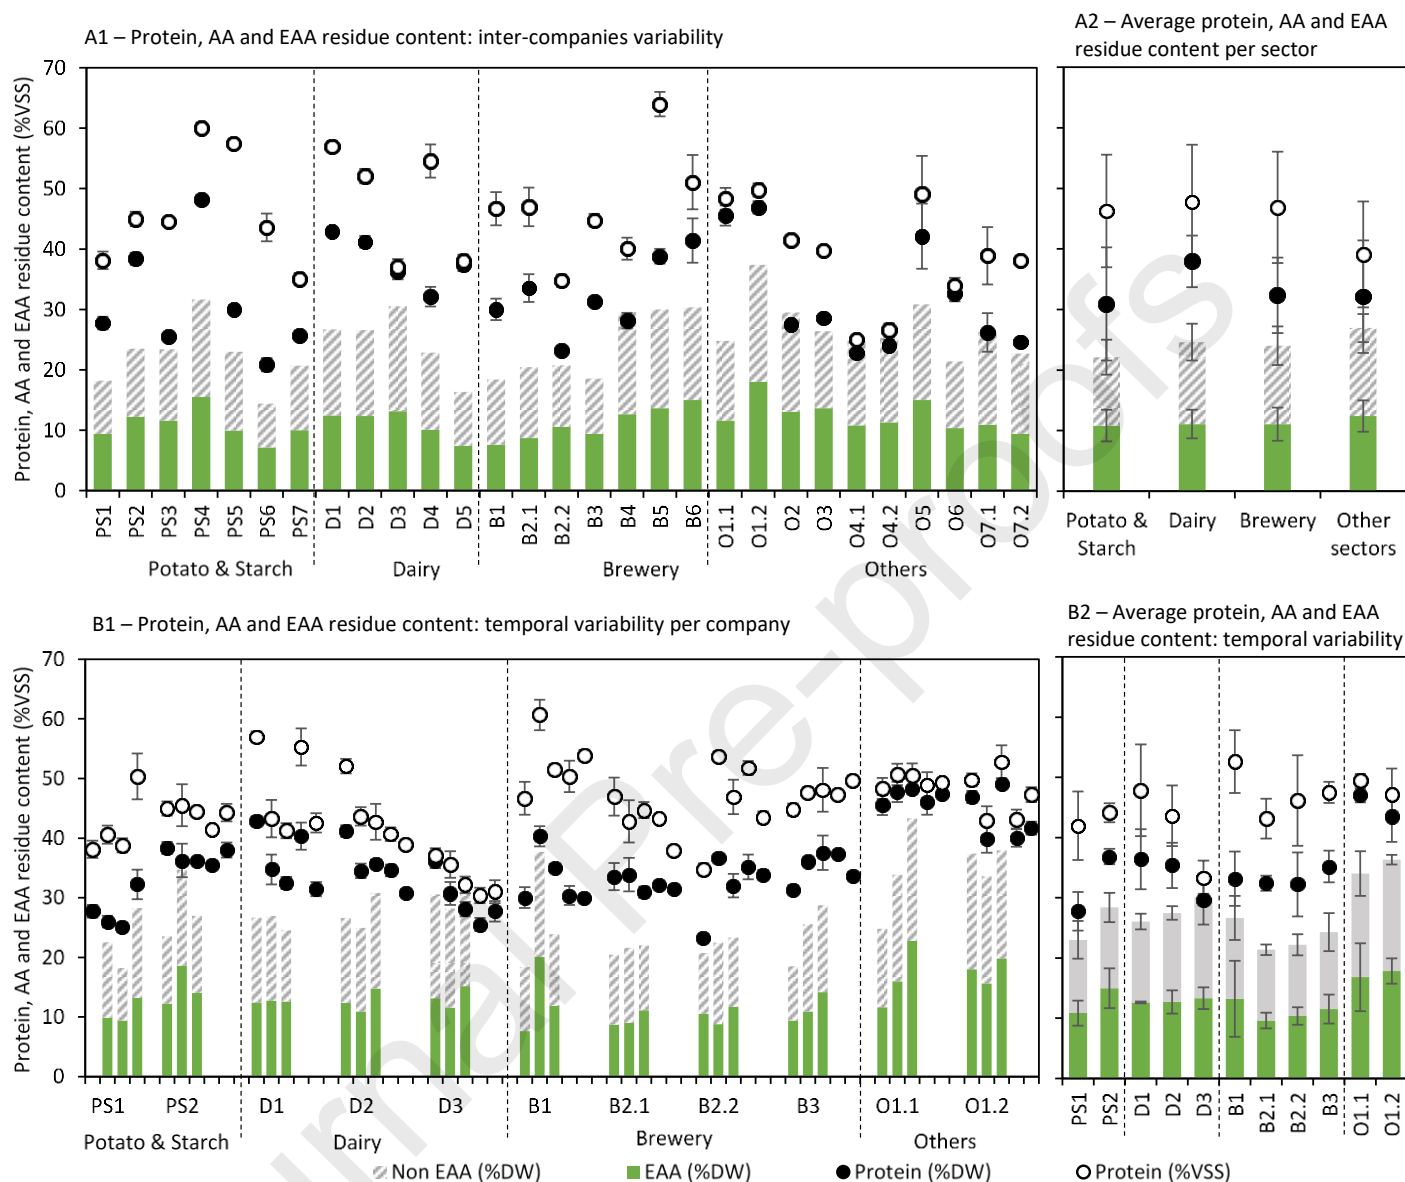 A1 – Protein, AA and EAA residue content: inter-companies variability
A2 – Average protein, AA and EAA
residue content per sector
Protein, AA and EAA residue content (%VSS)
70
60
50
40
30
20
10
0
PS1 PS2 PS3 PS4 PS5 PS6 PS7 D1 D2 D3 D4 D5 B1 B2.1 B2.2 B3 B4 B5 B6 O1.1 O1.2 O2 O3 O4.1 O4.2 O5 O6 O7.1 O7.2
Potato & Starch Dairy Brewery Others
Potato & Starch Dairy Brewery Other sectors
B1 – Protein, AA and EAA residue content: temporal variability per company
B2 – Average protein, AA and EAA
residue content: temporal variability
Protein, AA and EAA residue content (%VSS)
70
60
50
40
30
20
10
0
PS1 PS2 D1 D2 D3 B1 B2.1 B2.2 B3 O1.1 O1.2
Potato & Starch Dairy Brewery Others
PS1 PS2 D1 D2 D3 B1 B2.1 B2.2 B3 O1.1 O1.2
Non EAA (%DW) EAA (%DW) Protein (%DW) Protein (%VSS)
urnal Pre-proofs